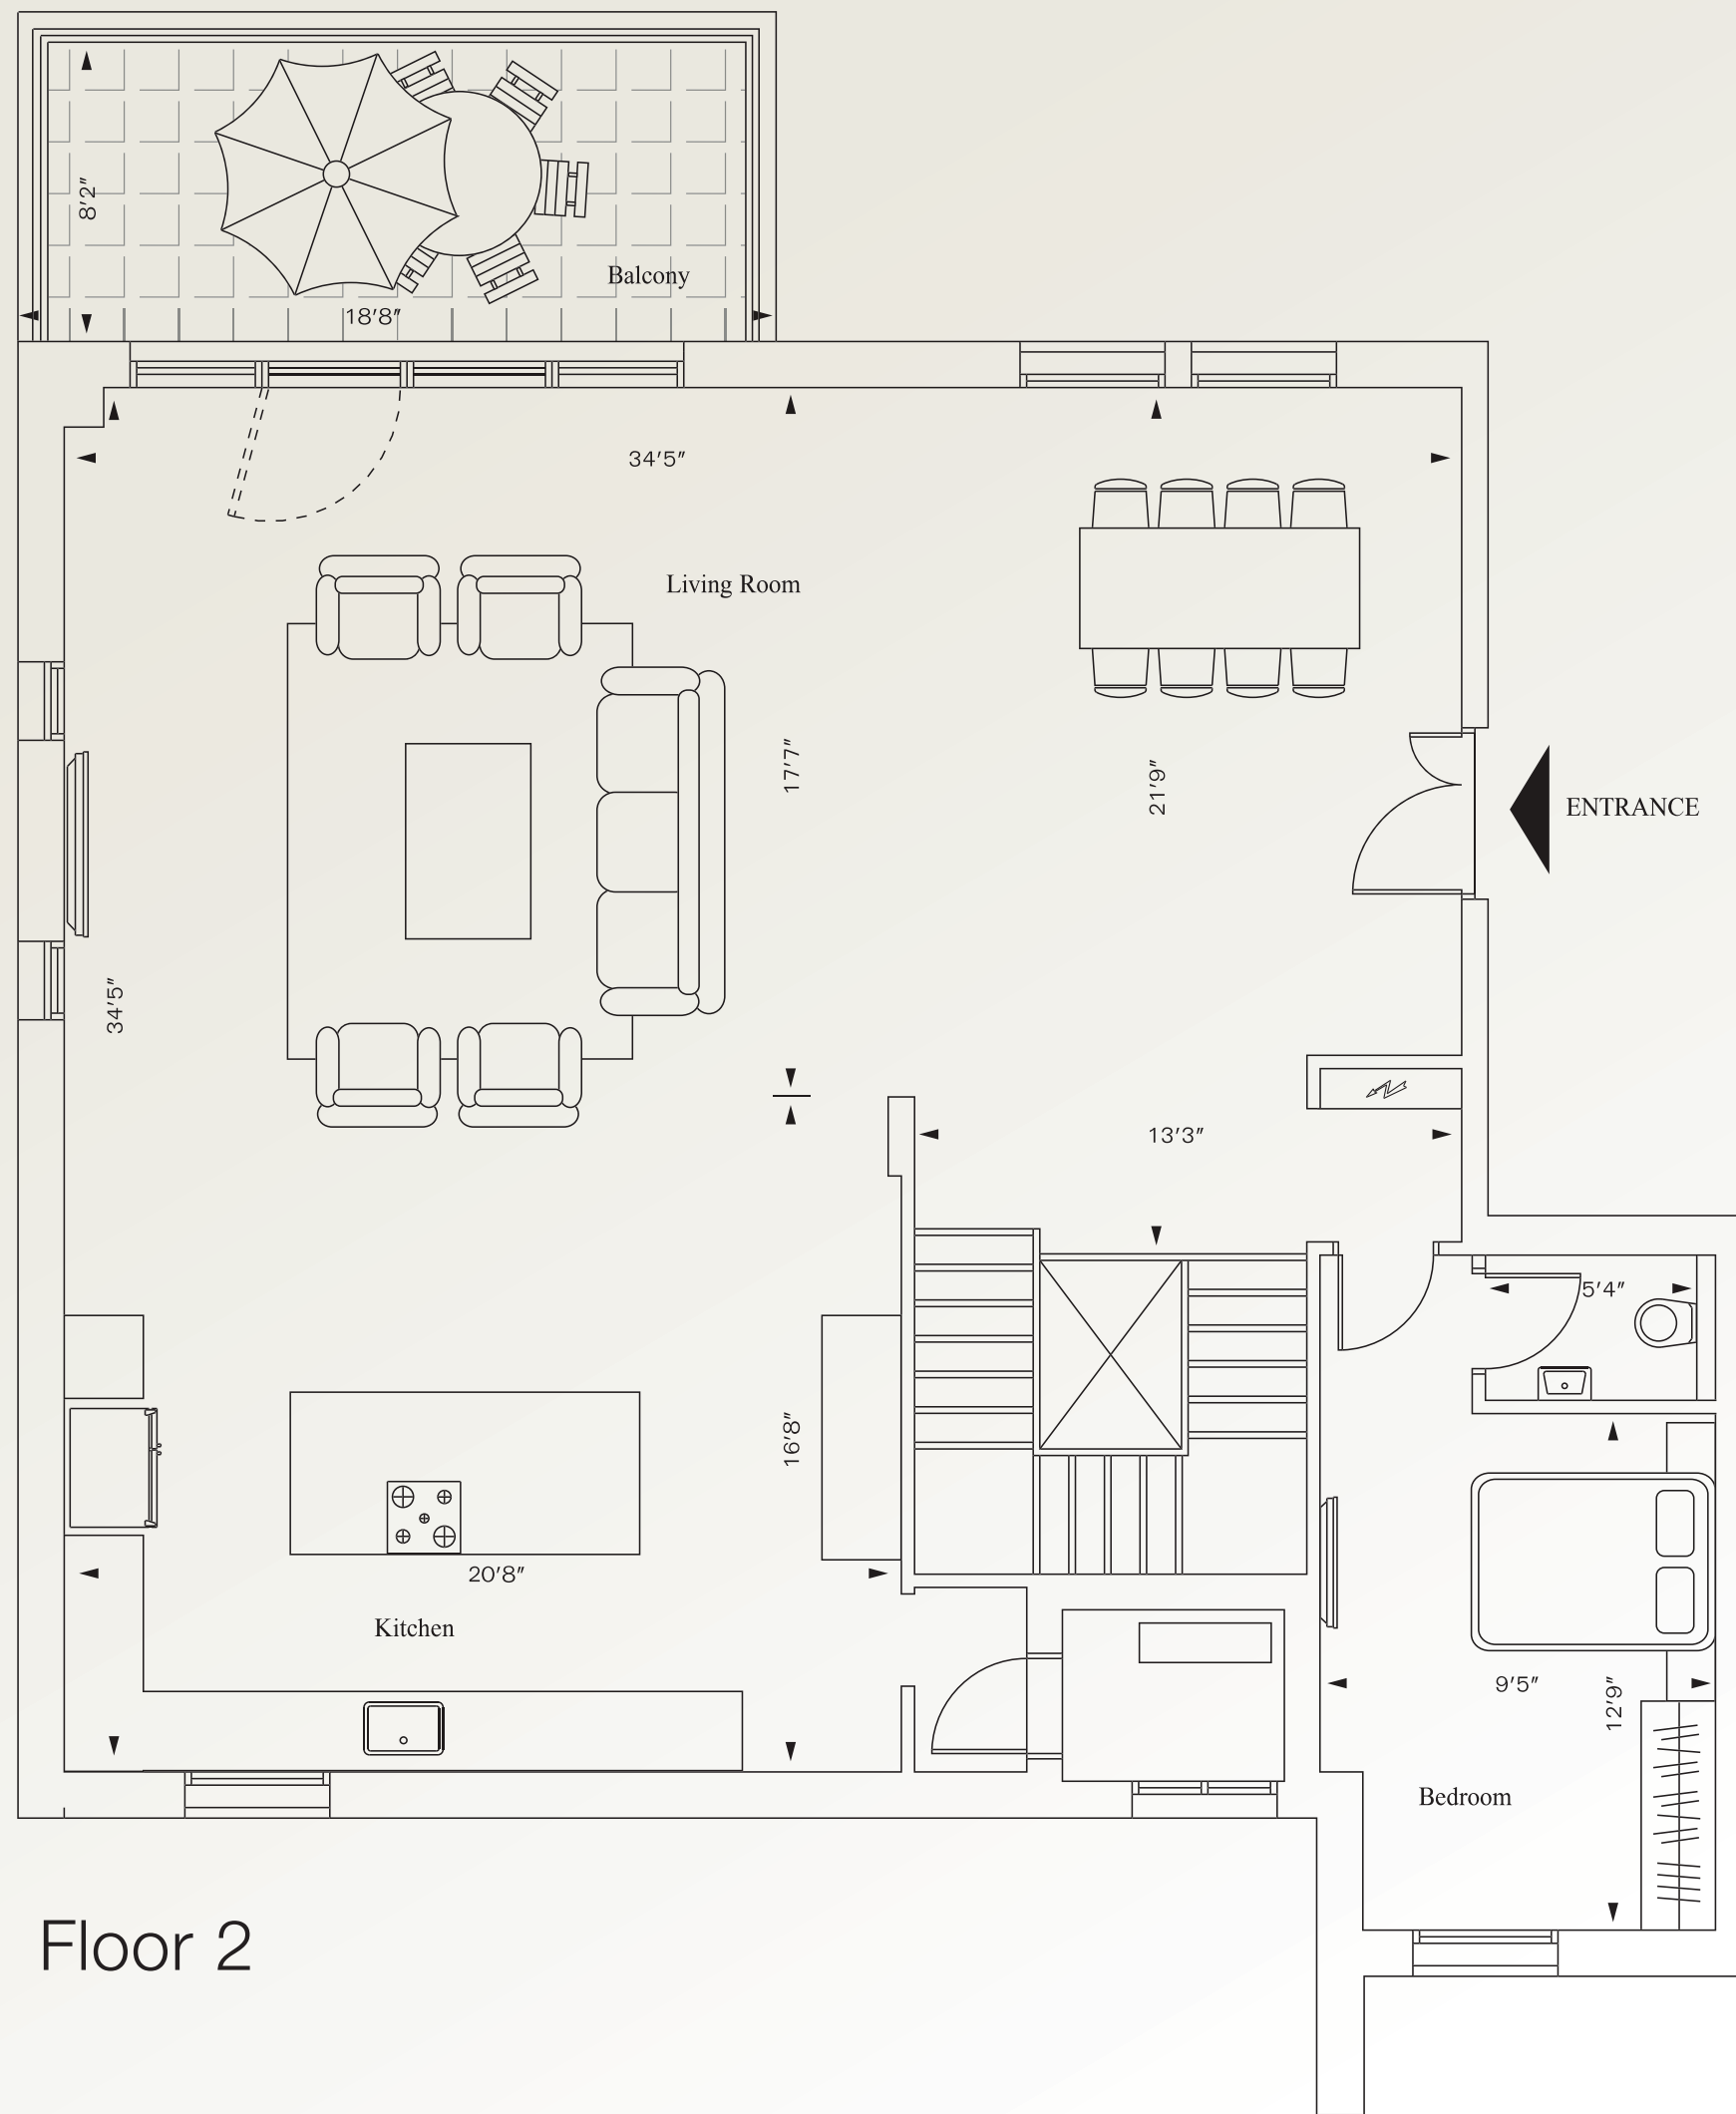 8′2″
Balcony
18′8″
34′5″
Living Room
17′7″
21′9″
ENTRANCE
34′5″
13′3″
5′4″
16′8″
20′8″
Kitchen
9′5″
12′9″
Bedroom
Floor 2